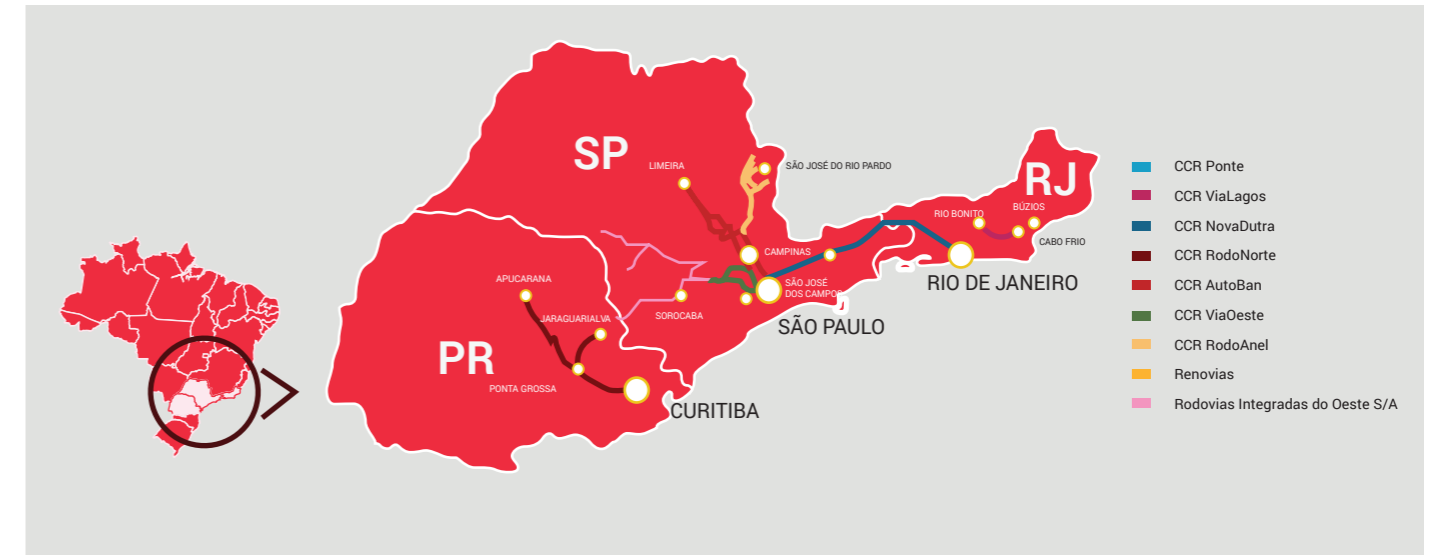 SP
LIMEIRA
SÃO JOSÉ DO RIO PARDO
RJ
RIO BONITO
BÚZIOS
CABO FRIO
CAMPINAS
RIO DE JANEIRO
APUCARANA
SÃO JOSÉ
DOS CAMPOS
JARAGUARIALVA
SOROCABA
SÃO PAULO
PR
PONTA GROSSA
CURITIBA
CCR Ponte
CCR ViaLagos
CCR NovaDutra
CCR RodoNorte
CCR AutoBan
CCR ViaOeste
CCR RodoAnel
Renovias
Rodovias Integradas do Oeste S/A